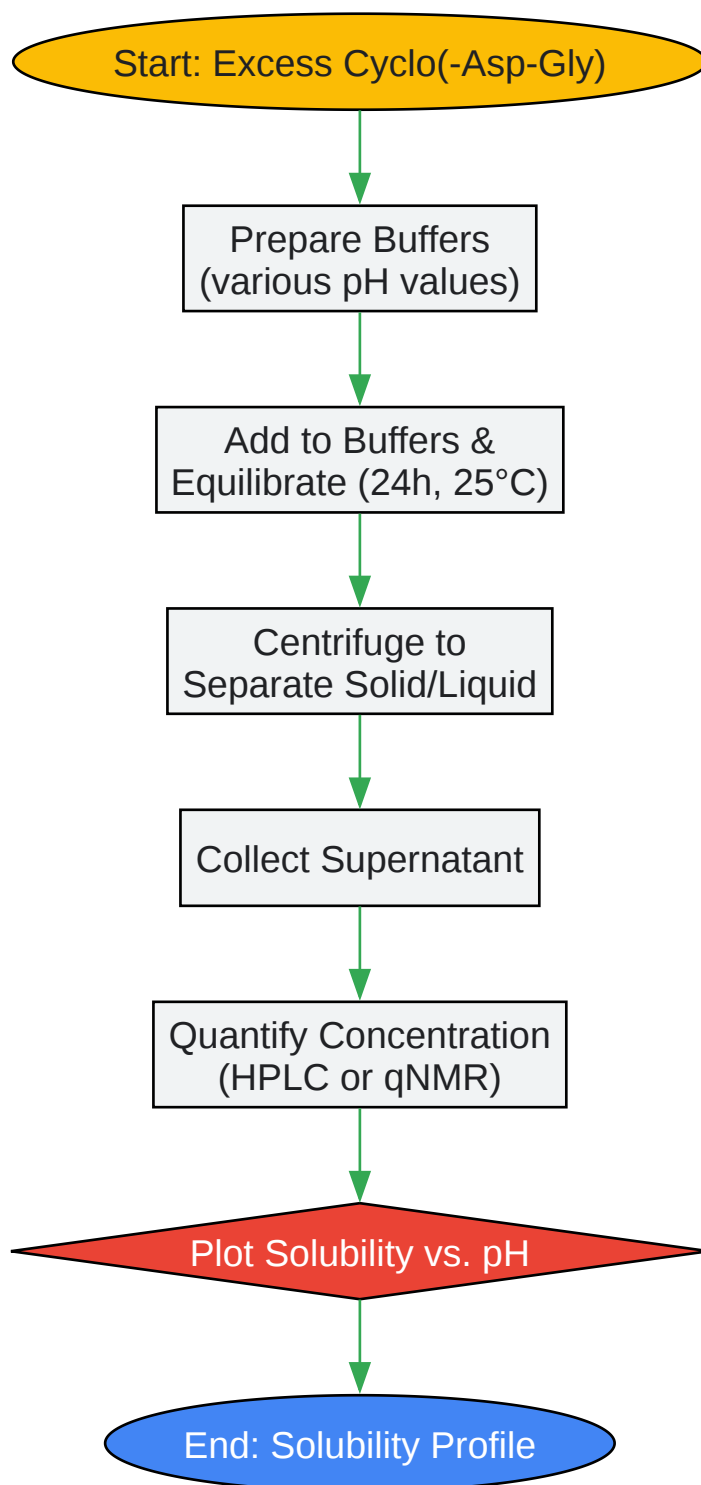 Start: Excess Cyclo(-Asp-Gly)
Prepare Buffers
(various pH values)
Add to Buffers &
Equilibrate (24h, 25°C)
Centrifuge to
Separate Solid/Liquid
Collect Supernatant
Quantify Concentration
(HPLC or qNMR)
Plot Solubility vs. pH
End: Solubility Profile